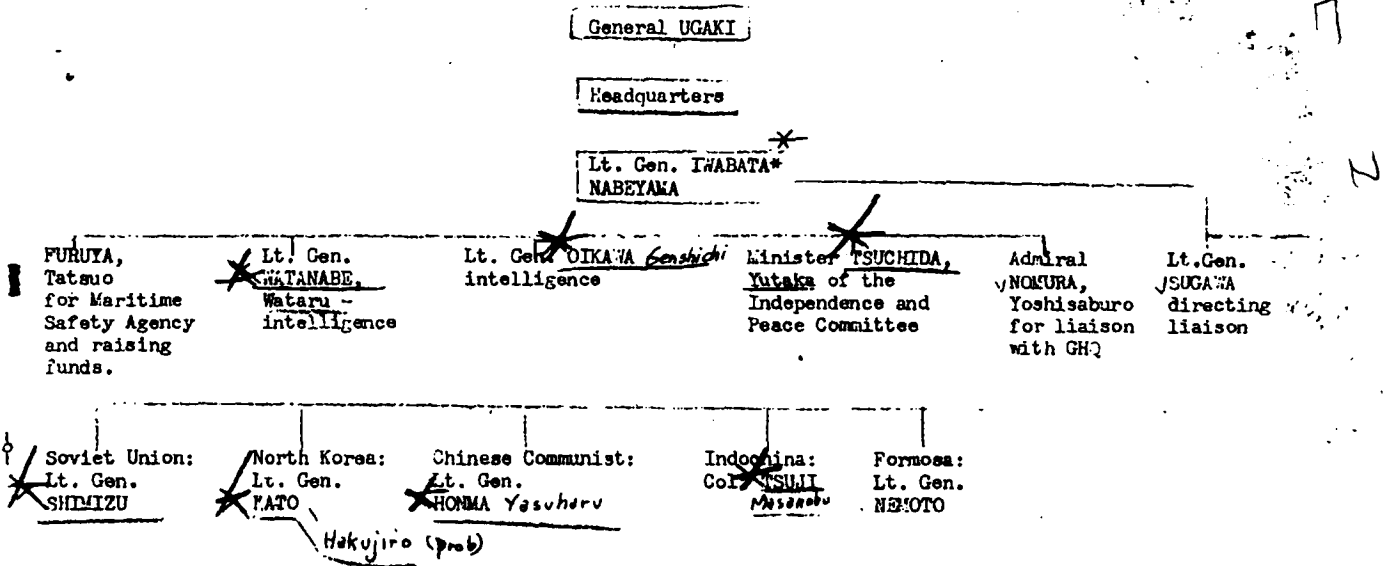 General UGAKI
Headquarters
Lt. Gen. IWABATA*
NABEYAMA
FURUYA,
Tatsuo
for Maritime
Safety Agency
and raising
funds.
Lt. Gen.
WATANABE,
Wataru -
intelligence
Lt. Gen. OIKAWA Genshichi
intelligence
Minister TSUCHIDA,
Yutaka of the
Independence and
Peace Committee
Admiral
NOMURA,
Yoshisaburo
for liaison
with GHQ
Lt.Gen.
SUGAWA
directing
liaison
Soviet Union:
Lt. Gen.
SHIMIZU
North Korea:
Lt. Gen.
KATO
Hakujiro (prob)
Chinese Communist:
Lt. Gen.
HONMA Yasuharu
Indochina:
Col. TSUJI
Masanobu
Formosa:
Lt. Gen.
NEMOTO